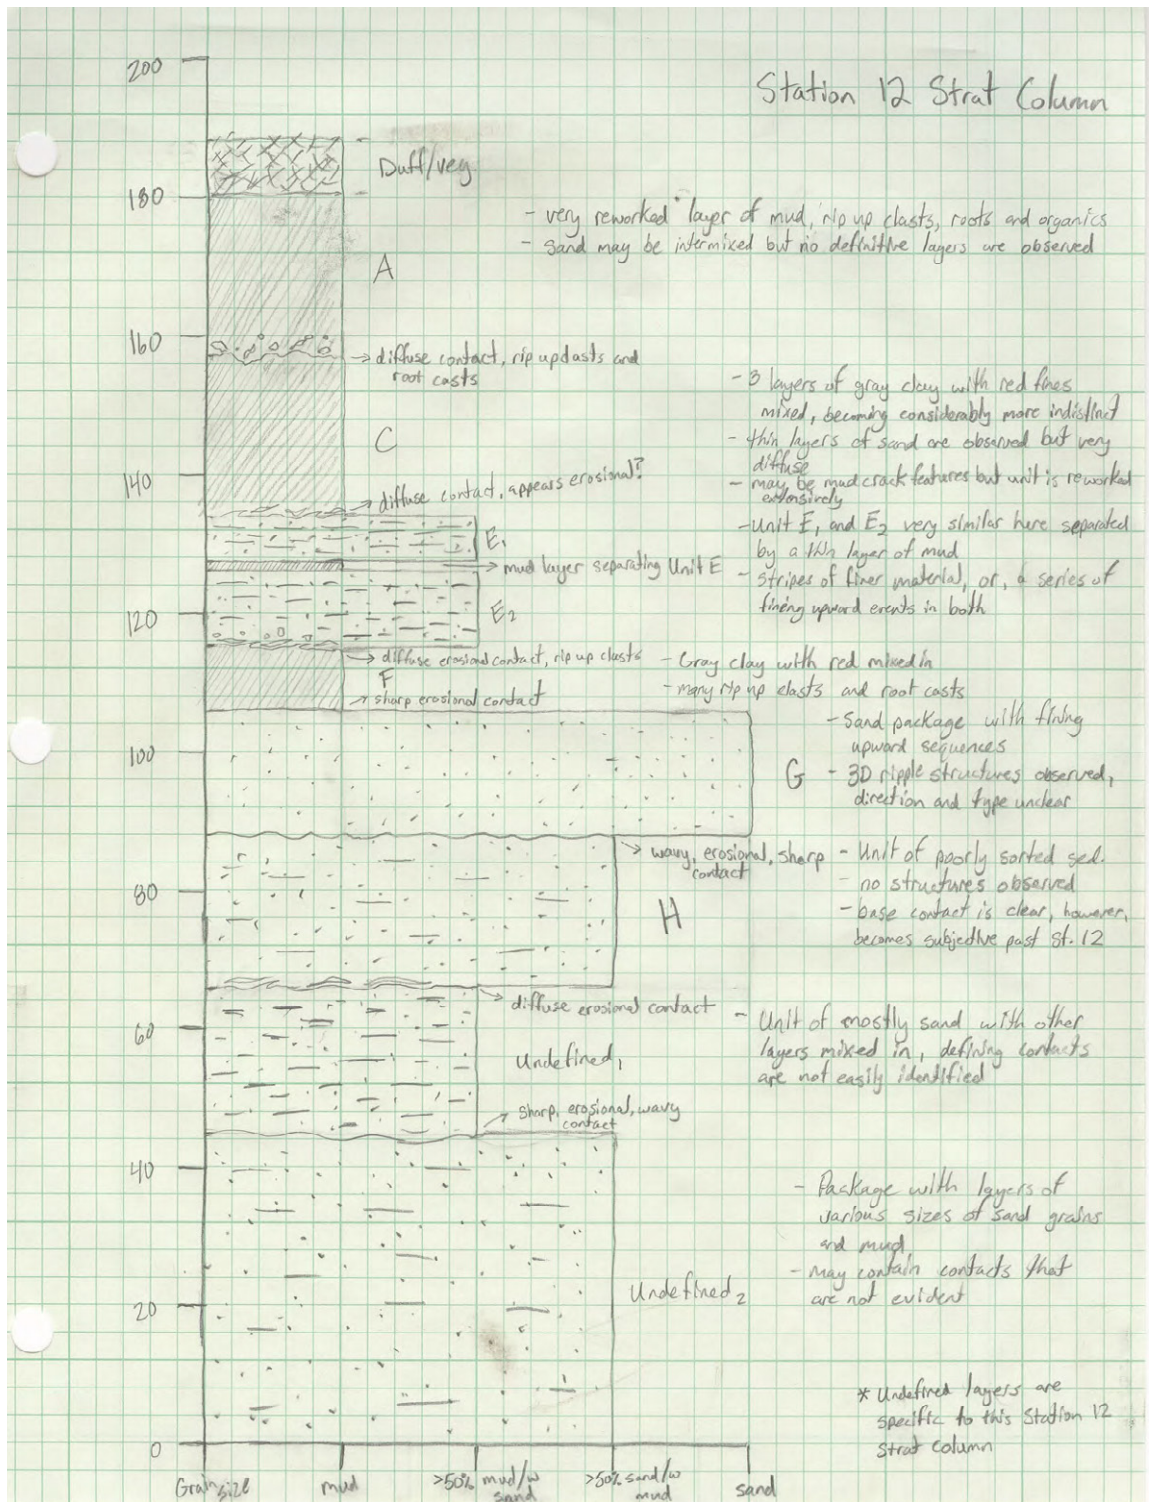 Station 12 Strat Column
200
Duff/veg
180
- very reworked layer of mud, rip up clasts, roots and organics
- sand may be intermixed but no definitive layers are observed
A
160
→ diffuse contact, rip up clasts and
root casts
- 3 layers of gray clay with red fines
mixed, becoming considerably more indistinct
- thin layers of sand are observed but very
diffuse
- may be mudcrack features but unit is reworked
extensively
C
140
→ diffuse contact, appears erosional?
- Unit E1 and E2 very similar here separated
by a thin layer of mud
- stripes of finer material, or, a series of
fining upward events in both
E1
→ mud layer separating Unit E
E2
120
→ diffuse erosional contact, rip up clasts
- Gray clay with red mixed in
- many rip up clasts and root casts
F
→ sharp erosional contact
- Sand package with fining
upward sequences
- 3D ripple structures observed,
direction and type unclear
G
100
→ wavy, erosional, sharp
contact
- Unit of poorly sorted sed.
- no structures observed
- base contact is clear, however,
becomes subjective past St. 12
80
H
→ diffuse erosional contact
- Unit of mostly sand with other
layers mixed in, defining contacts
are not easily identified
60
Undefined1
→ sharp, erosional, wavy
contact
40
- Package with layers of
various sizes of sand grains
and mud
- may contain contacts that
are not evident
Undefined2
20
* Undefined layers are
specific to this Station 12
Strat column
0
Grain size
mud
>50% mud/w
sand
>50% sand/w
mud
sand